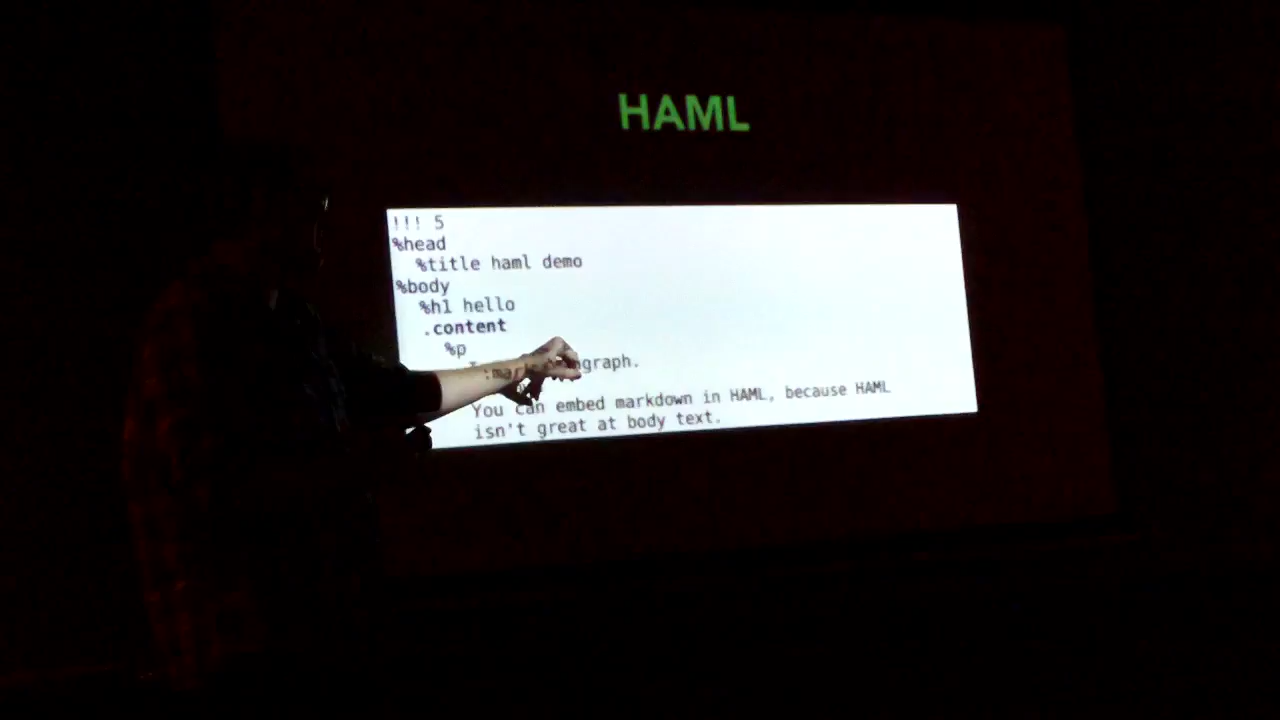 HAML
!!! 5
%head
%title haml demo
%body
%h1 hello
.content
%p
You can embed markdown in HAML, because HAML
isn't great at body text.